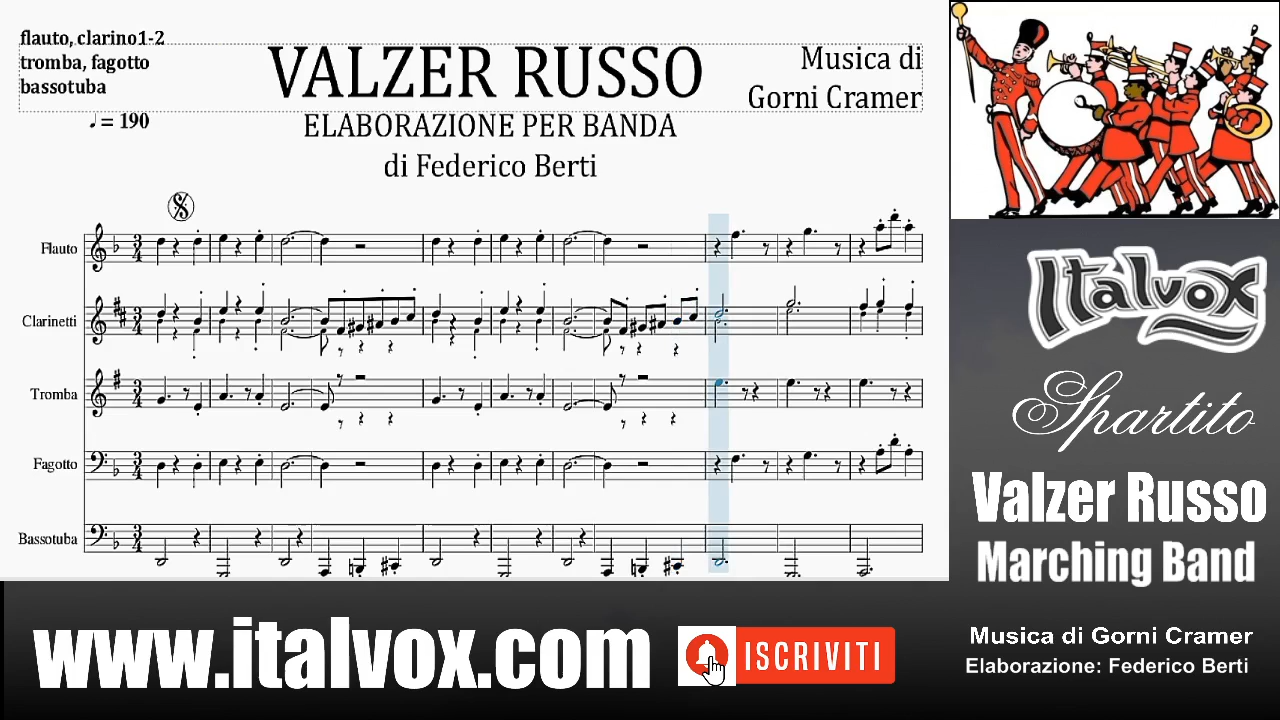 flauto, clarino1-2
tromba, fagotto
bassotuba
♩ = 190
VALZER RUSSO
ELABORAZIONE PER BANDA
di Federico Berti
Musica di
Gorni Cramer
Flauto
Clarinetti
Tromba
Fagotto
Bassotuba
Italvox
Spartito
Valzer Russo
Marching Band
Musica di Gorni Cramer
Elaborazione: Federico Berti
www.italvox.com
ISCRIVITI